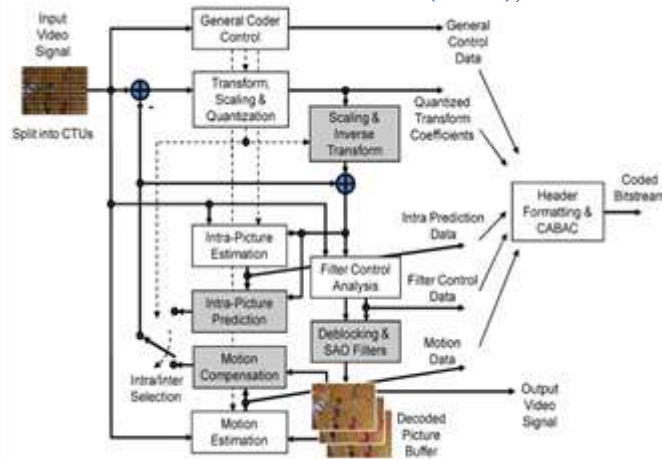 Input
Video
Signal
General Coder
Control
General
Control
Data
Transform,
Scaling &
Quantization
Quantized
Transform
Coefficients
Split into CTUs
-
Scaling &
Inverse
Transform
Header
Formatting &
CABAC
Coded
Bitstream
Intra-Picture
Estimation
Intra Prediction
Data
Filter Control
Analysis
Filter Control
Data
Intra-Picture
Prediction
Deblocking &
SAO Filters
Motion
Compensation
Motion
Data
Intra/Inter
Selection
Motion
Estimation
Decoded
Picture
Buffer
Output
Video
Signal